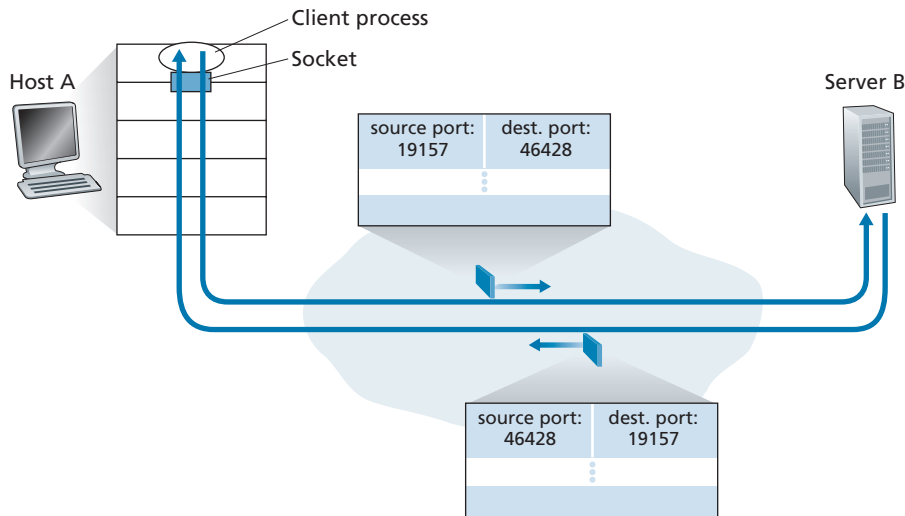 Client process
Socket
Host A
Server B
source port:
19157
dest. port:
46428
source port:
46428
dest. port:
19157